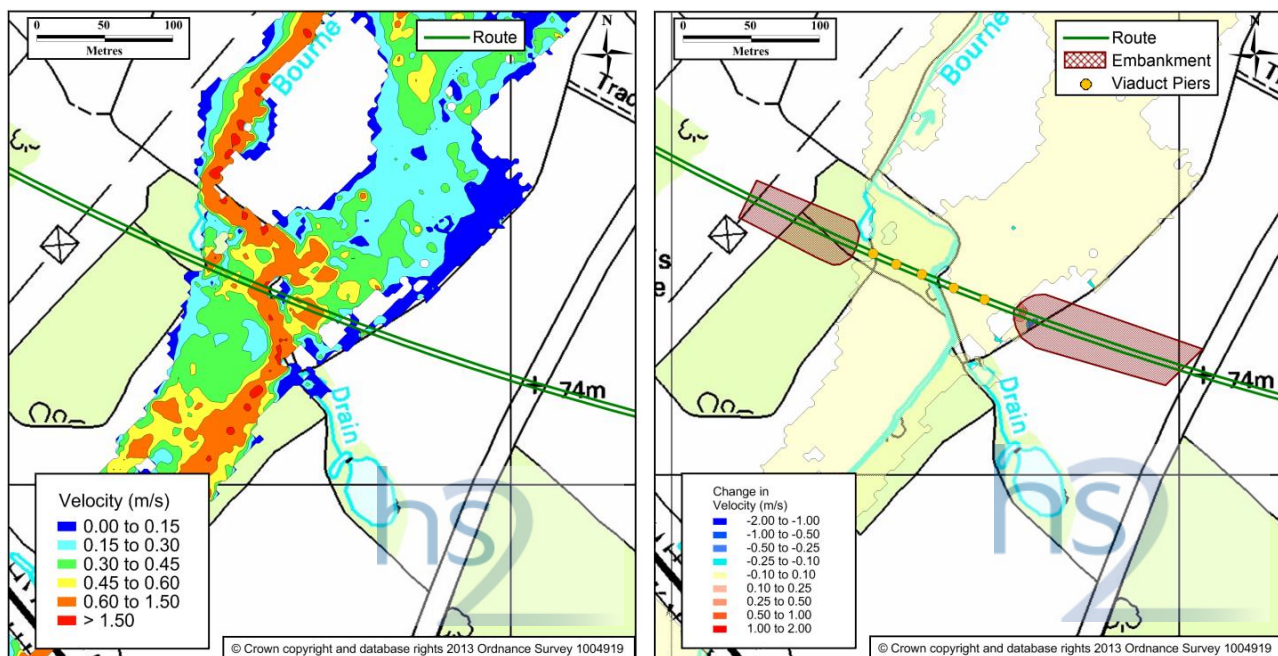 0 50 100
Metres
Route
N
Bourne
Trac
74m
Drain
hs2
Velocity (m/s)
0.00 to 0.15
0.15 to 0.30
0.30 to 0.45
0.45 to 0.60
0.60 to 1.50
> 1.50
© Crown copyright and database rights 2013 Ordnance Survey 1004919
0 50 100
Metres
Route
Embankment
Viaduct Piers
N
Bourne
Tra
s
e
74m
Drain
hs2
Change in
Velocity (m/s)
-2.00 to -1.00
-1.00 to -0.50
-0.50 to -0.25
-0.25 to -0.10
-0.10 to 0.10
0.10 to 0.25
0.25 to 0.50
0.50 to 1.00
1.00 to 2.00
© Crown copyright and database rights 2013 Ordnance Survey 1004919